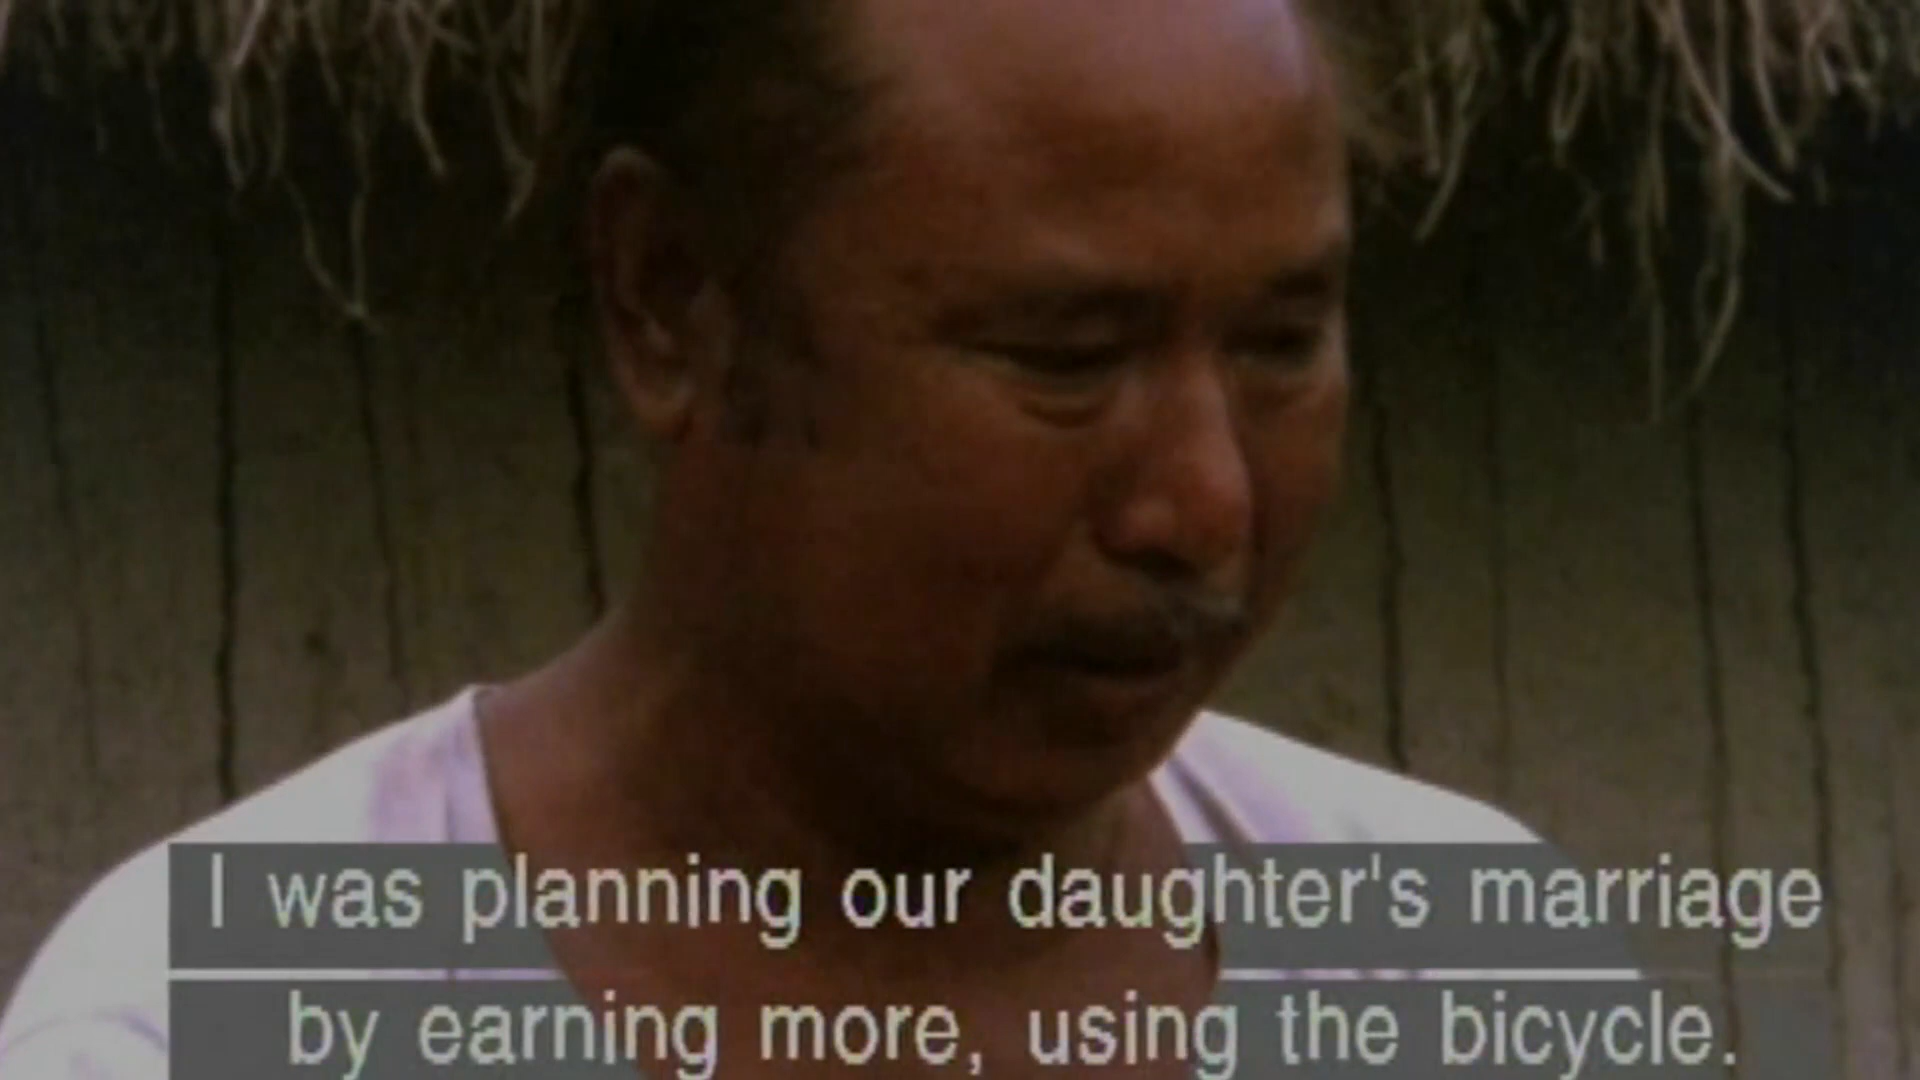 I was planning our daughter's marriage
by earning more, using the bicycle.